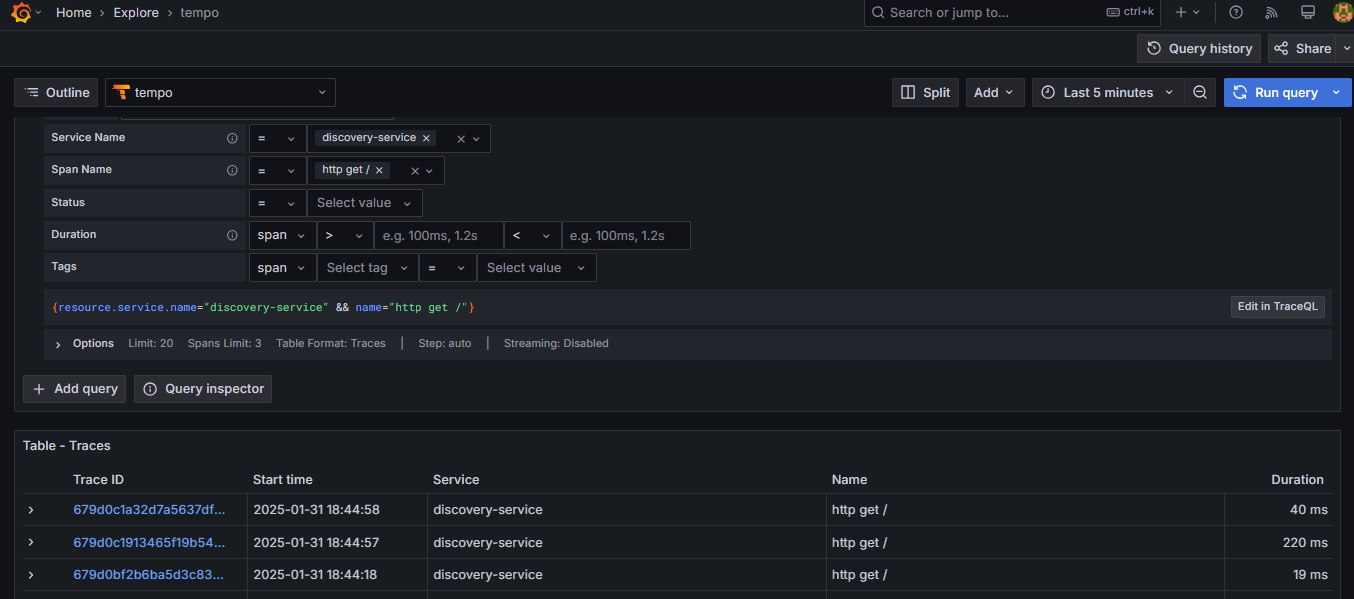 Home › Explore › tempo
Search or jump to...
ctrl+k
Query history
Share
Outline
tempo
Split
Add
Last 5 minutes
Run query
Service Name = discovery-service
Span Name = http get /
Status = Select value
Duration span > e.g. 100ms, 1.2s < e.g. 100ms, 1.2s
Tags span Select tag = Select value
{resource.service.name="discovery-service" && name="http get /"}
Edit in TraceQL
Options Limit: 20 Spans Limit: 3 Table Format: Traces | Step: auto | Streaming: Disabled
+ Add query
Query inspector
Table - Traces
Trace ID Start time Service Name Duration
679d0c1a32d7a5637df... 2025-01-31 18:44:58 discovery-service http get / 40 ms
679d0c1913465f19b54... 2025-01-31 18:44:57 discovery-service http get / 220 ms
679d0bf2b6ba5d3c83... 2025-01-31 18:44:18 discovery-service http get / 19 ms